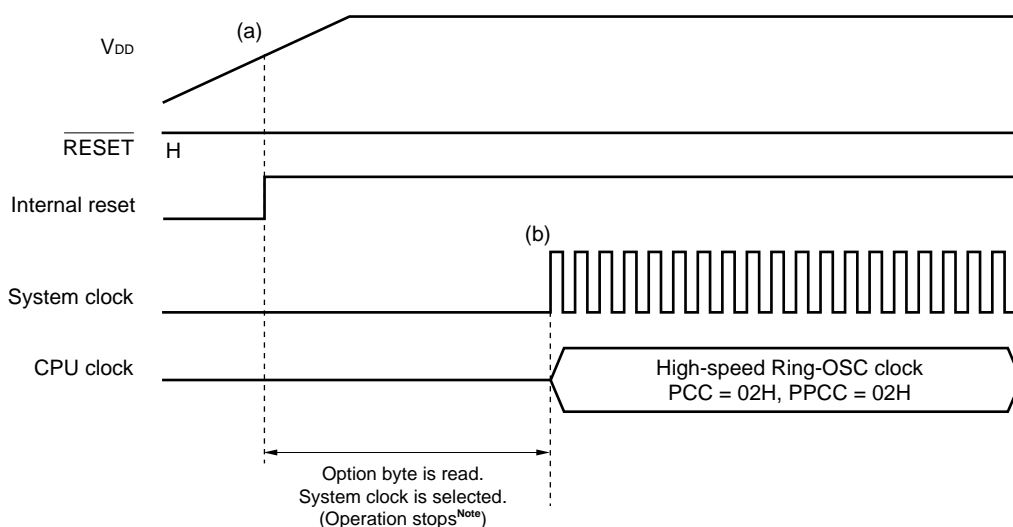 (a)
VDD
RESET
H
Internal reset
(b)
System clock
CPU clock
High-speed Ring-OSC clock
PCC = 02H, PPCC = 02H
Option byte is read.
System clock is selected.
(Operation stopsNote)